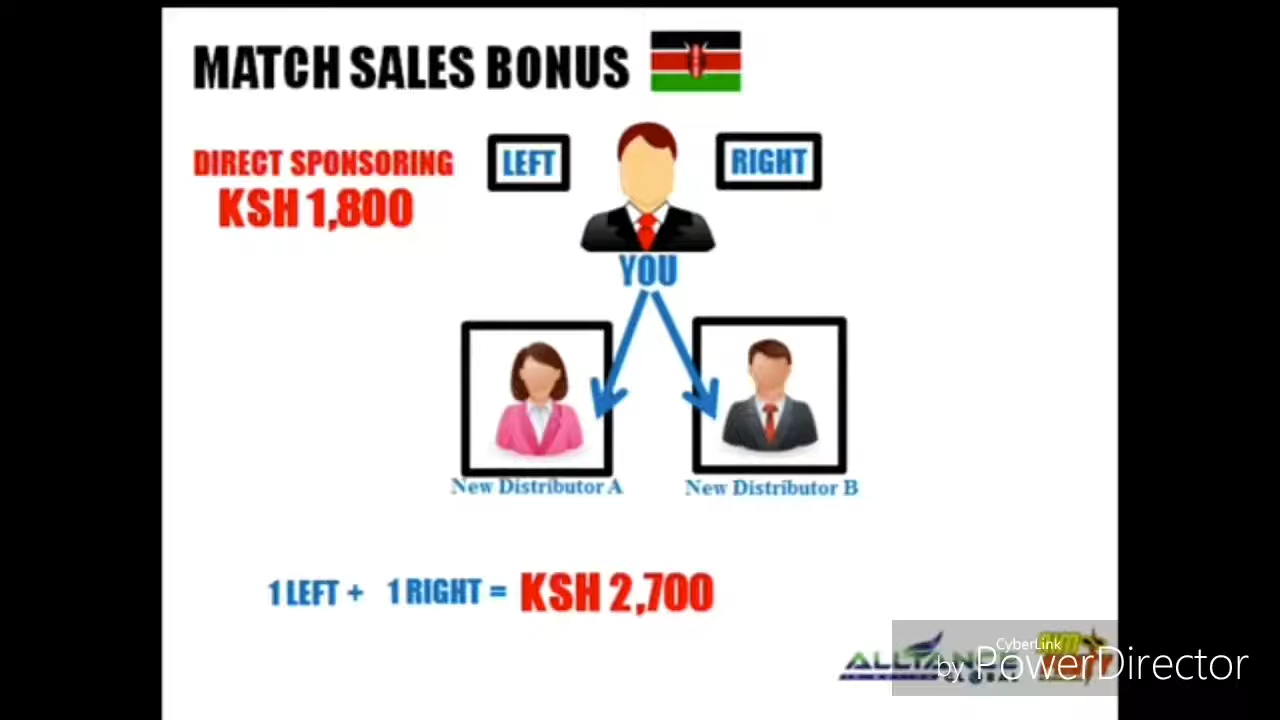 MATCH SALES BONUS
DIRECT SPONSORING
KSH 1,800
LEFT
RIGHT
YOU
New Distributor A
New Distributor B
1 LEFT + 1 RIGHT = KSH 2,700
GLOBAL
CyberLink
by PowerDirector